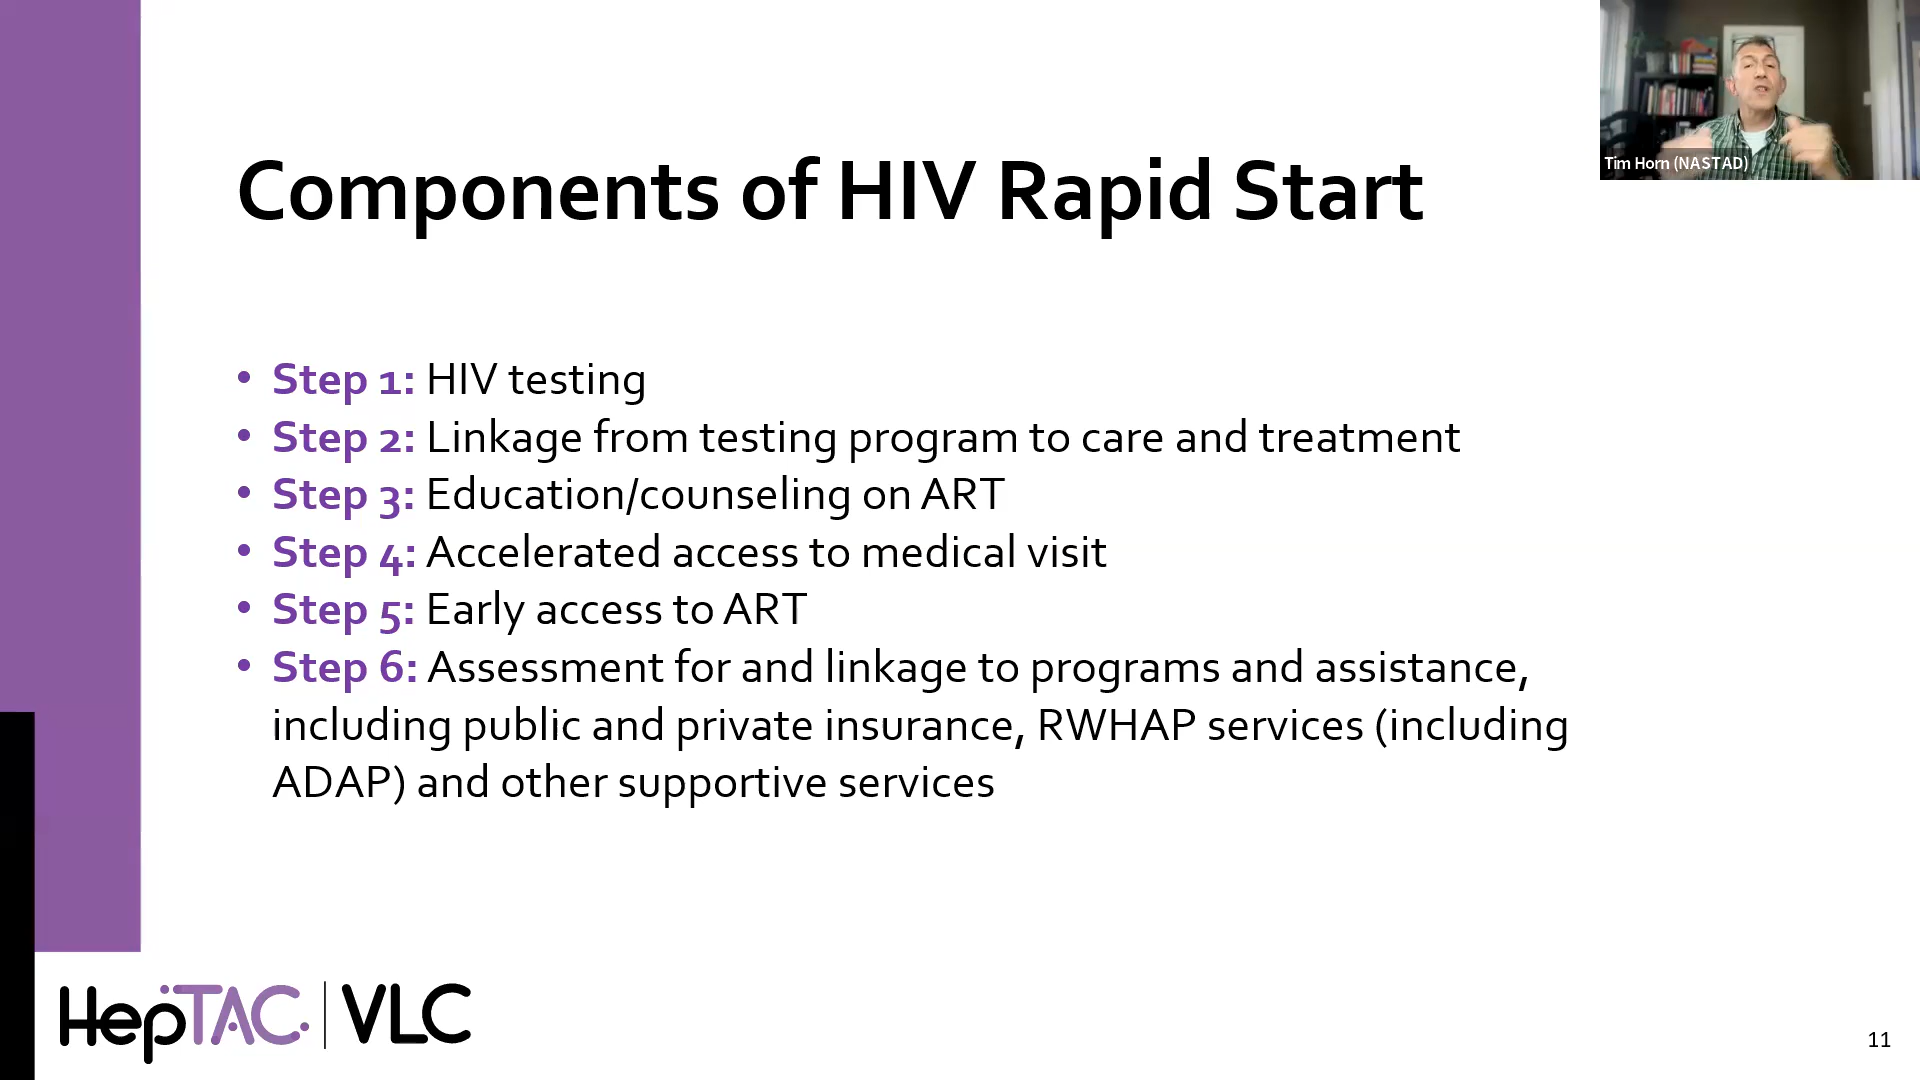 Tim Horn (NASTAD)
Components of HIV Rapid Start
• Step 1: HIV testing
• Step 2: Linkage from testing program to care and treatment
• Step 3: Education/counseling on ART
• Step 4: Accelerated access to medical visit
• Step 5: Early access to ART
• Step 6: Assessment for and linkage to programs and assistance,
including public and private insurance, RWHAP services (including
ADAP) and other supportive services
HepTAC | VLC
11